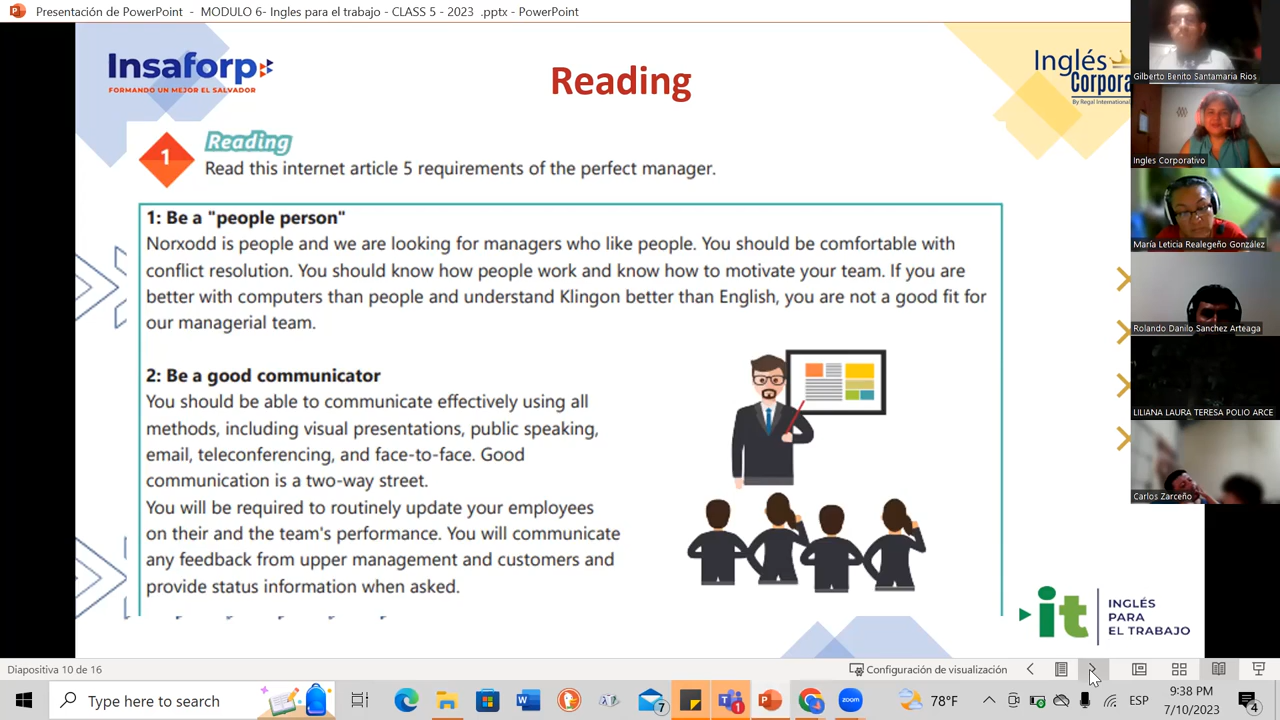 Presentación de PowerPoint - MODULO 6- Ingles para el trabajo - CLASS 5 - 2023 .pptx - PowerPoint
Insaforp
FORMANDO UN MEJOR EL SALVADOR
Reading
Inglés
Corpora
By Regal International
1
Reading
Read this internet article 5 requirements of the perfect manager.
1: Be a "people person"
Norxodd is people and we are looking for managers who like people. You should be comfortable with
conflict resolution. You should know how people work and know how to motivate your team. If you are
better with computers than people and understand Klingon better than English, you are not a good fit for
our managerial team.
2: Be a good communicator
You should be able to communicate effectively using all
methods, including visual presentations, public speaking,
email, teleconferencing, and face-to-face. Good
communication is a two-way street.
You will be required to routinely update your employees
on their and the team's performance. You will communicate
any feedback from upper management and customers and
provide status information when asked.
it
INGLÉS
PARA
EL TRABAJO
Gilberto Benito Santamaria Rios
Ingles Corporativo
María Leticia Realegeño González
Rolando Danilo Sanchez Arteaga
LILIANA LAURA TERESA POLIO ARCE
Carlos Zarceño
Diapositiva 10 de 16
Configuración de visualización
Type here to search
7
1
zoom
78°F
ESP
9:38 PM
7/10/2023
4